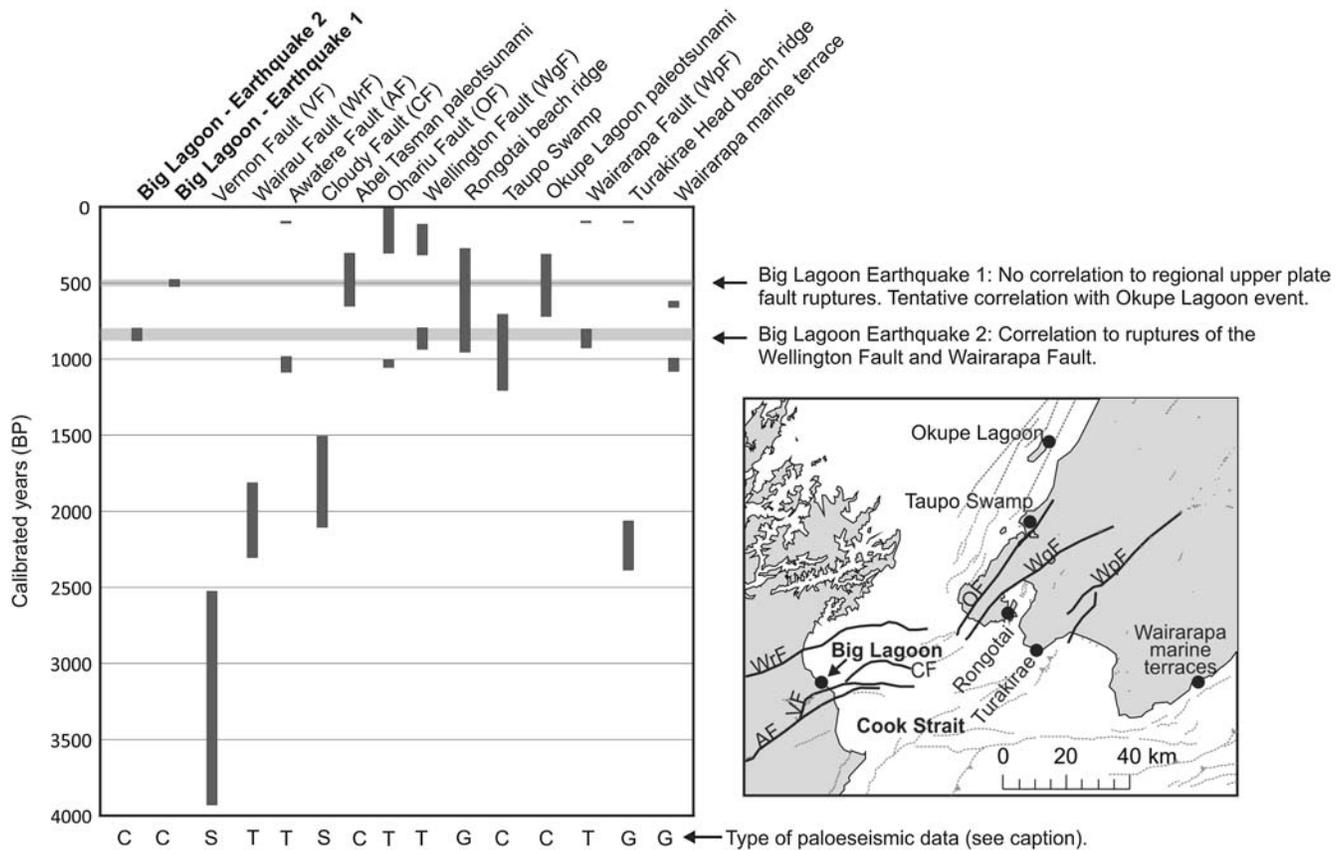 Big Lagoon - Earthquake 2
Big Lagoon - Earthquake 1
Vernon Fault (VF)
Wairau Fault (WrF)
Awatere Fault (AF)
Cloudy Fault (CF)
Abel Tasman paleotsunami
Ohariu Fault (OF)
Wellington Fault (WgF)
Rongotai beach ridge
Taupo Swamp
Okupe Lagoon paleotsunami
Wairarapa Fault (WpF)
Turakirae Head beach ridge
Wairarapa marine terrace
Calibrated years (BP)
0
500
1000
1500
2000
2500
3000
3500
4000
C C S T T S C T T G C C T G G
Type of paloeseismic data (see caption).
Big Lagoon Earthquake 1: No correlation to regional upper plate
fault ruptures. Tentative correlation with Okupe Lagoon event.
Big Lagoon Earthquake 2: Correlation to ruptures of the
Wellington Fault and Wairarapa Fault.
Okupe Lagoon
Taupo Swamp
OF
WgF
WpF
Rongotai
Turakirae
Wairarapa
marine
terraces
WrF
Big Lagoon
CF
VF
AF
Cook Strait
0 20 40 km